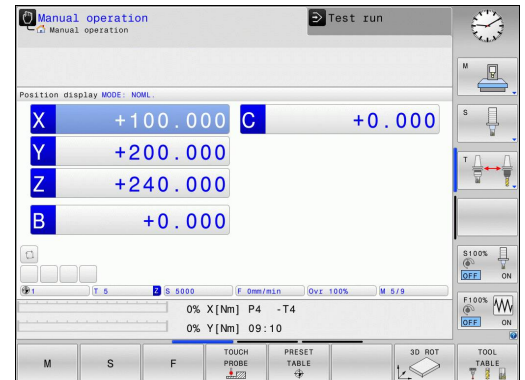 Manual operation
Test run
Manual operation
Position display MODE: NOML.
X +100.000 C +0.000
Y +200.000
Z +240.000
B +0.000
M
S
T
S100%
OFF ON
F100%
OFF ON
1 T 5 Z S 5000 F 0mm/min Ovr 100% M 5/9
0% X[Nm] P4 -T4
0% Y[Nm] 09:10
M S F TOUCH PROBE PRESET TABLE 3D ROT TOOL TABLE